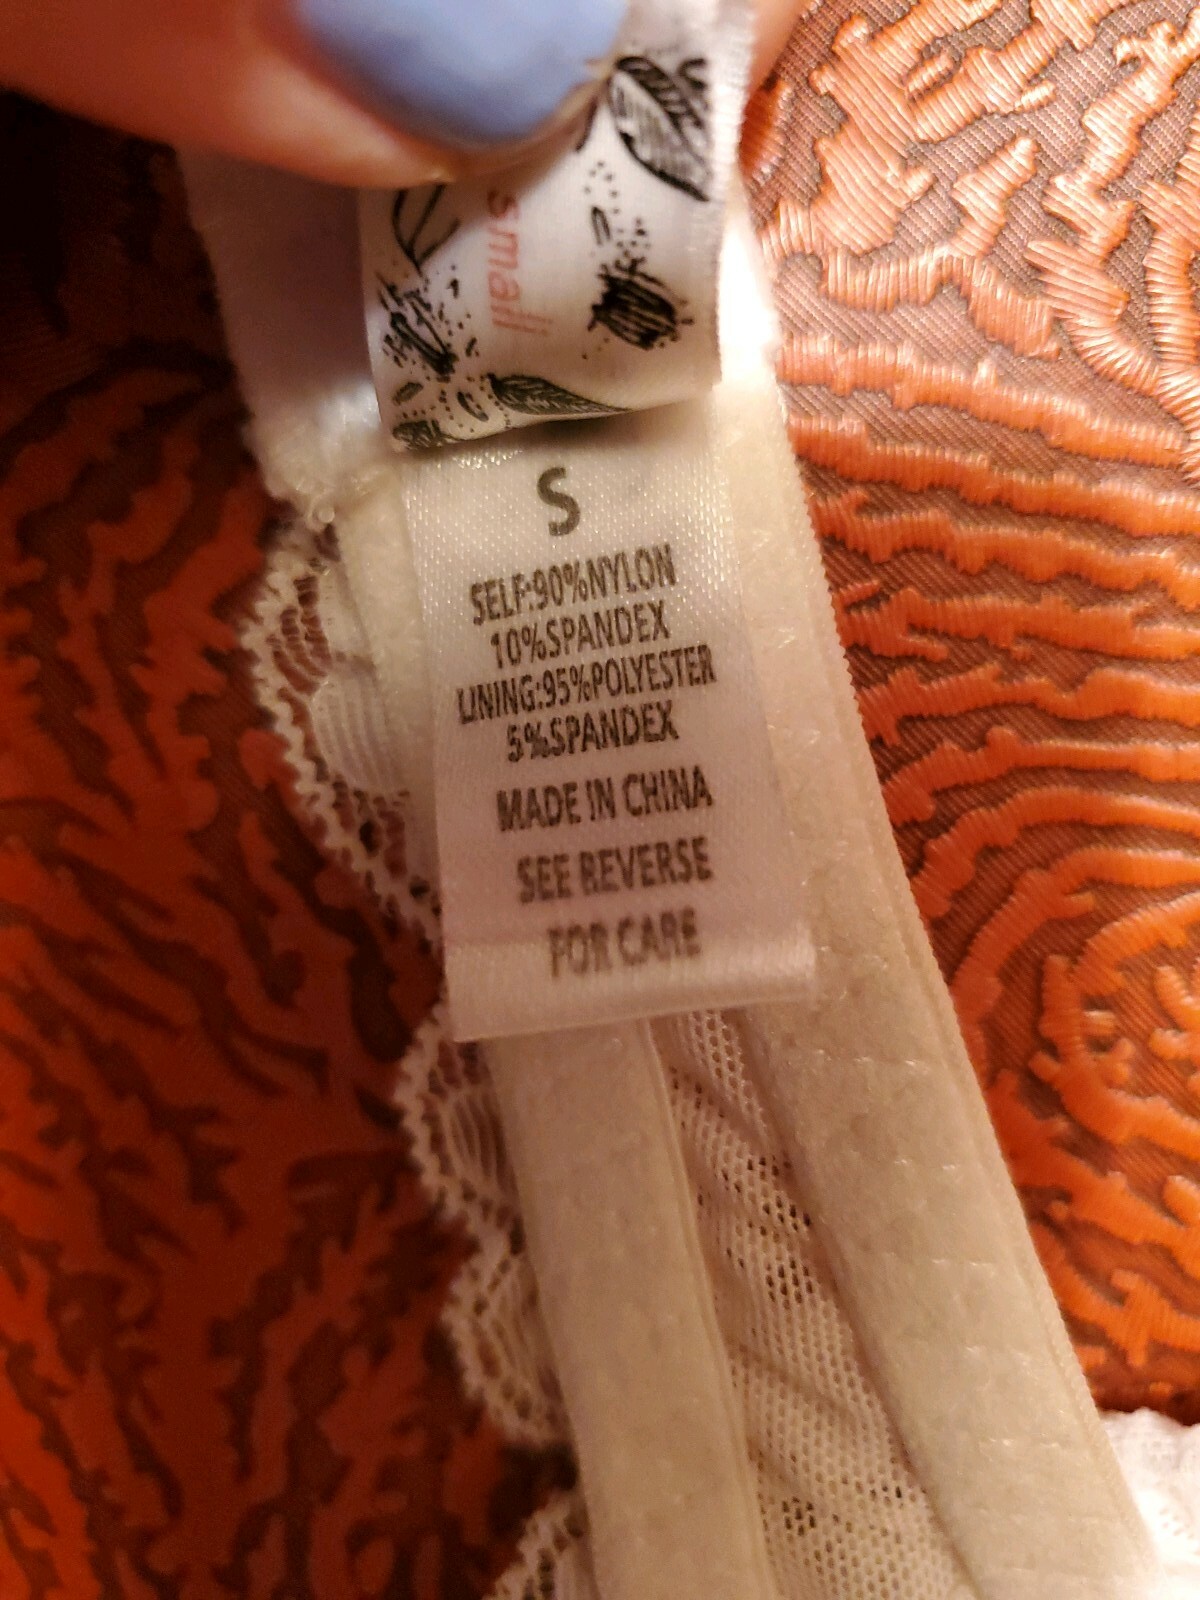 small
S
SELF:90%NYLON
10%SPANDEX
LINING:95%POLYESTER
5%SPANDEX
MADE IN CHINA
SEE REVERSE
FOR CARE